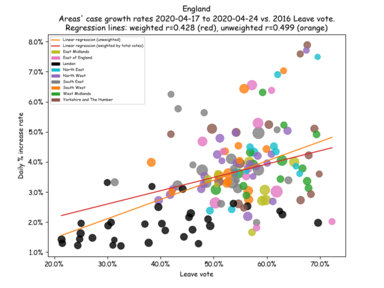 England
Areas' case growth rates 2020-04-17 to 2020-04-24 vs. 2016 Leave vote.
Regression lines: weighted r=0.428 (red), unweighted r=0.499 (orange)
8.0%
7.0%
6.0%
5.0%
4.0%
3.0%
2.0%
1.0%
Daily % increase rate
Linear regression (unweighted)
Linear regression (weighted by total votes)
East Midlands
East of England
London
North East
North West
South East
South West
West Midlands
Yorkshire and The Humber
20.0%
30.0%
40.0%
50.0%
60.0%
70.0%
Leave vote